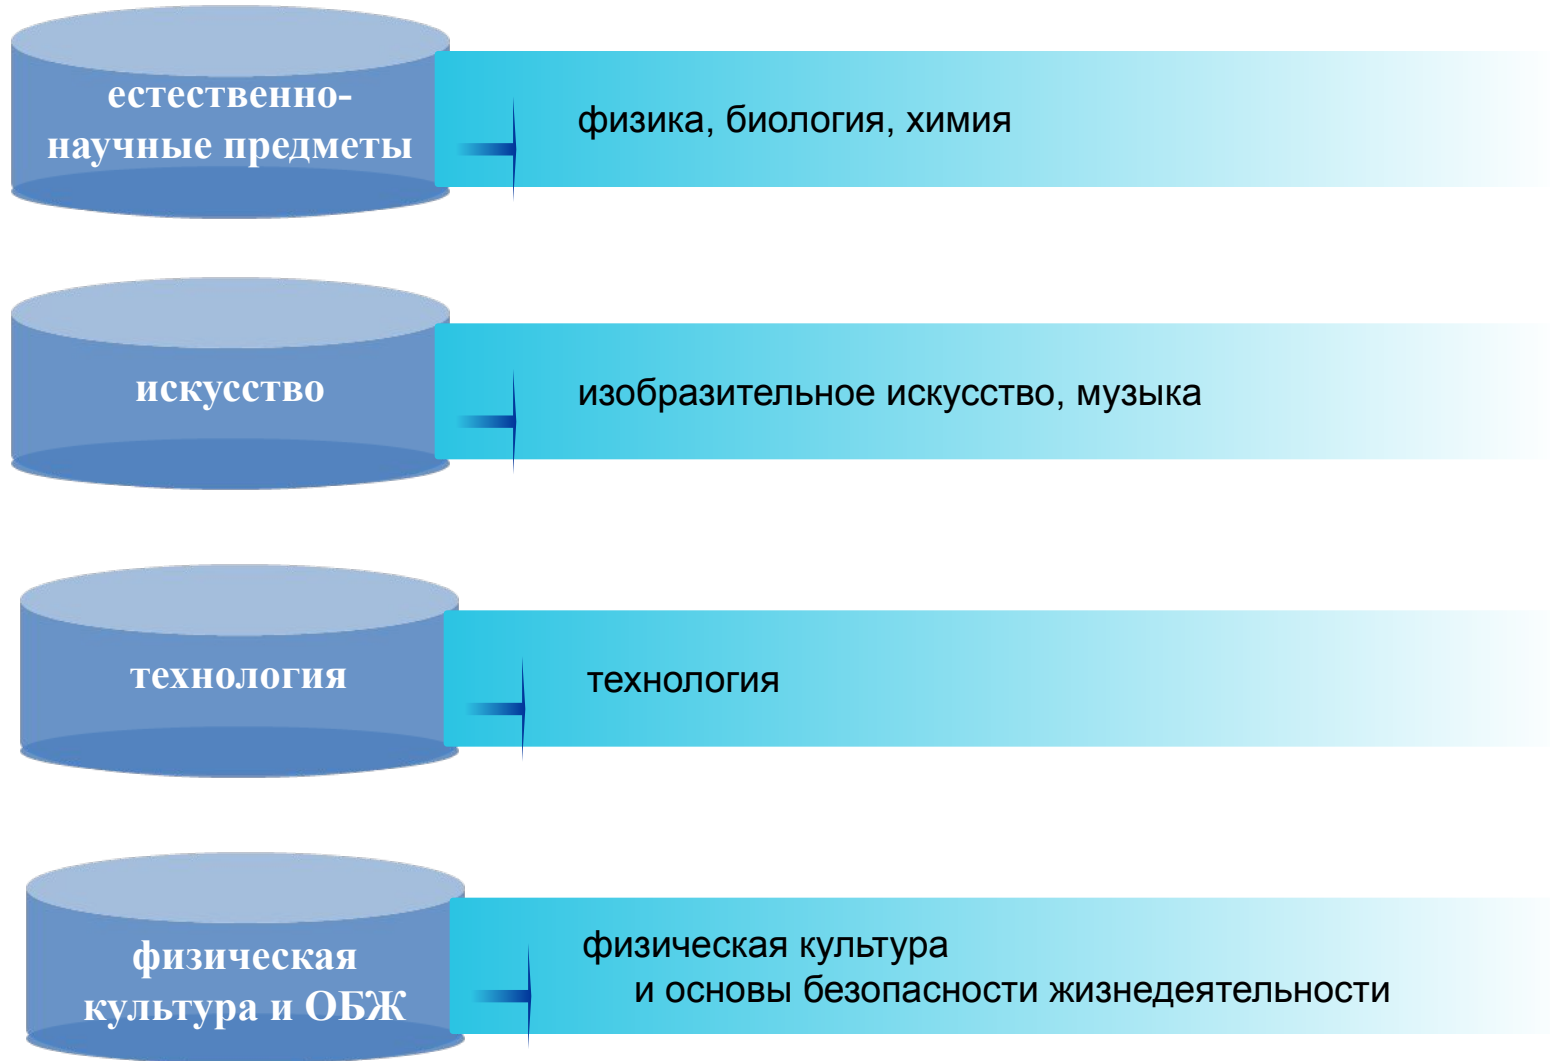 естественно-
научные предметы
физика, биология, химия
искусство
изобразительное искусство, музыка
технология
технология
физическая
культура и ОБЖ
физическая культура
и основы безопасности жизнедеятельности